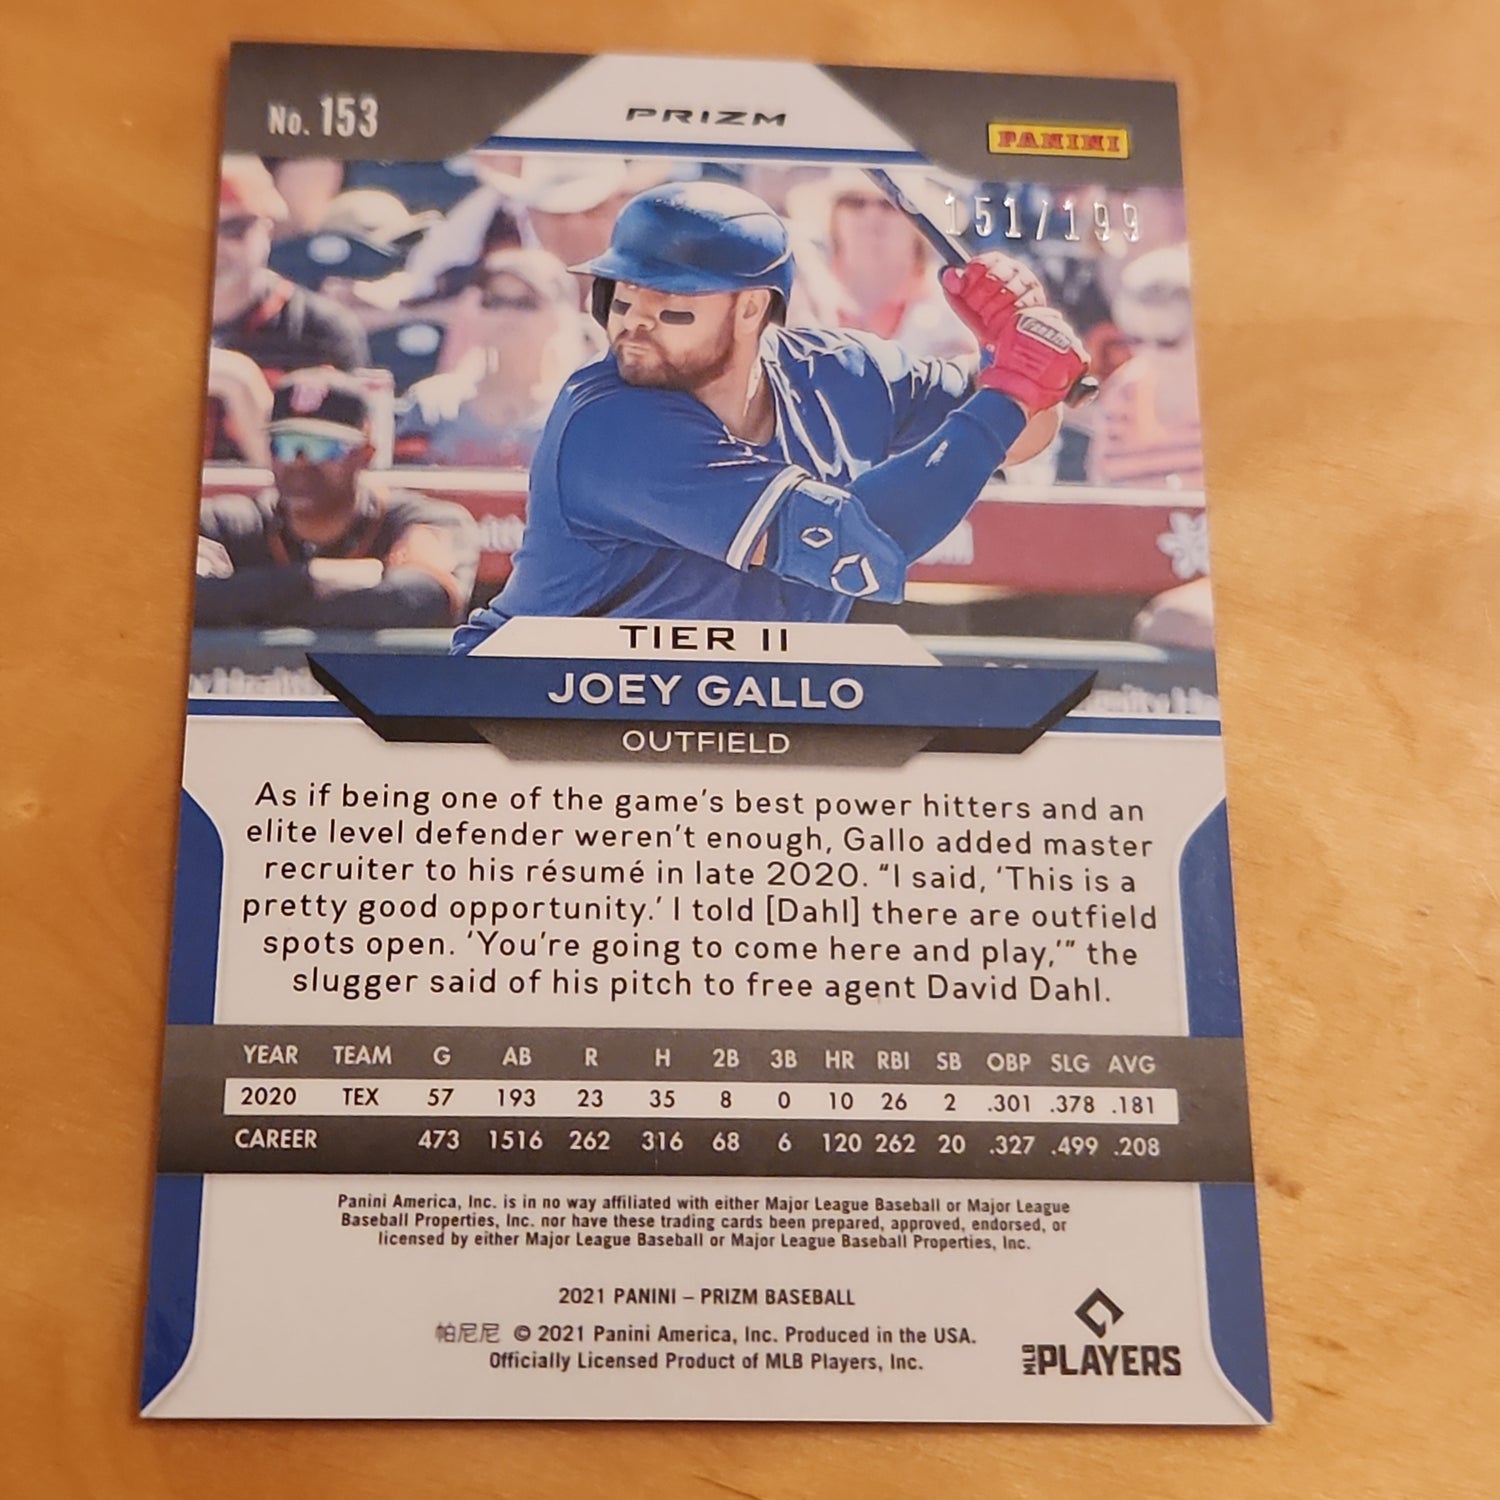 No. 153
PRIZM
PANINI
151/199
TIER II
JOEY GALLO
OUTFIELD
As if being one of the game's best power hitters and an
elite level defender weren't enough, Gallo added master
recruiter to his résumé in late 2020. “I said, ‘This is a
pretty good opportunity.’ I told [Dahl] there are outfield
spots open. ‘You're going to come here and play,’” the
slugger said of his pitch to free agent David Dahl.
YEAR TEAM G AB R H 2B 3B HR RBI SB OBP SLG AVG
2020 TEX 57 193 23 35 8 0 10 26 2 .301 .378 .181
CAREER 473 1516 262 316 68 6 120 262 20 .327 .499 .208
Panini America, Inc. is in no way affiliated with either Major League Baseball or Major League
Baseball Properties, Inc. nor have these trading cards been prepared, approved, endorsed, or
licensed by either Major League Baseball or Major League Baseball Properties, Inc.
2021 PANINI – PRIZM BASEBALL
帕尼尼 © 2021 Panini America, Inc. Produced in the USA.
Officially Licensed Product of MLB Players, Inc.
MLB PLAYERS